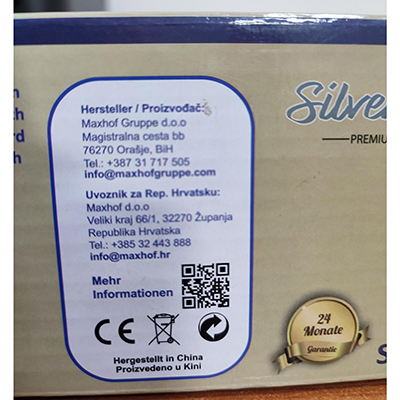 Hersteller / Proizvođač:
Maxhof Gruppe d.o.o
Magistralna cesta bb
76270 Orašje, BiH
Tel.: +387 31 717 505
info@maxhofgruppe.com
Uvoznik za Rep. Hrvatsku:
Maxhof d.o.o
Veliki kraj 66/1, 32270 Županja
Republika Hrvatska
Tel.: +385 32 443 888
info@maxhof.hr
Mehr
Informationen
CE
Hergestellt in China
Proizvedeno u Kini
Silve
PREMIU
24
Monate
Garantie
S